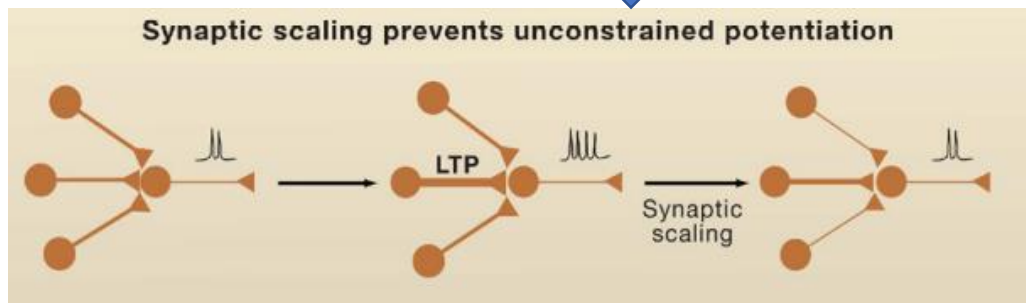 Synaptic scaling prevents unconstrained potentiation
LTP
Synaptic
scaling